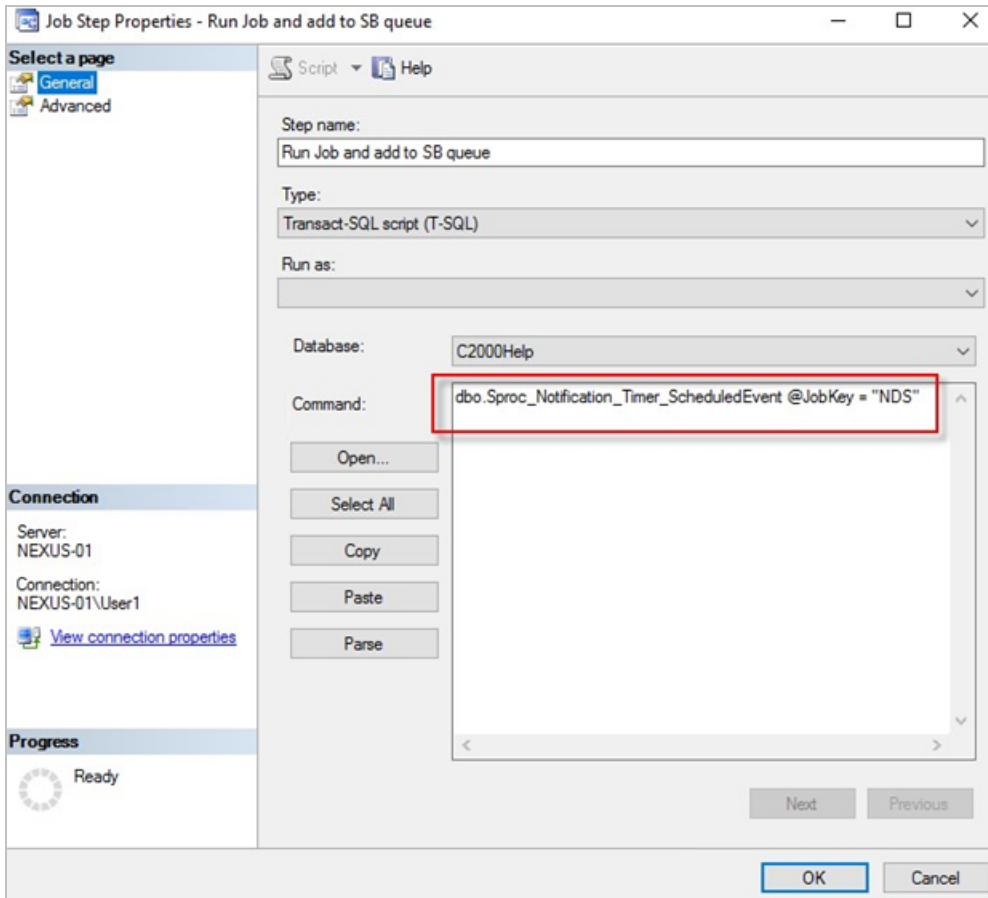 Job Step Properties - Run Job and add to SB queue
Select a page
General
Advanced
Script
Help
Step name:
Run Job and add to SB queue
Type:
Transact-SQL script (T-SQL)
Run as:
Database:
C2000Help
Command:
dbo.Sproc_Notification_Timer_ScheduledEvent @JobKey = "NDS"
Open...
Select All
Copy
Paste
Parse
Connection
Server:
NEXUS-01
Connection:
NEXUS-01\User1
View connection properties
Progress
Ready
Next
Previous
OK
Cancel